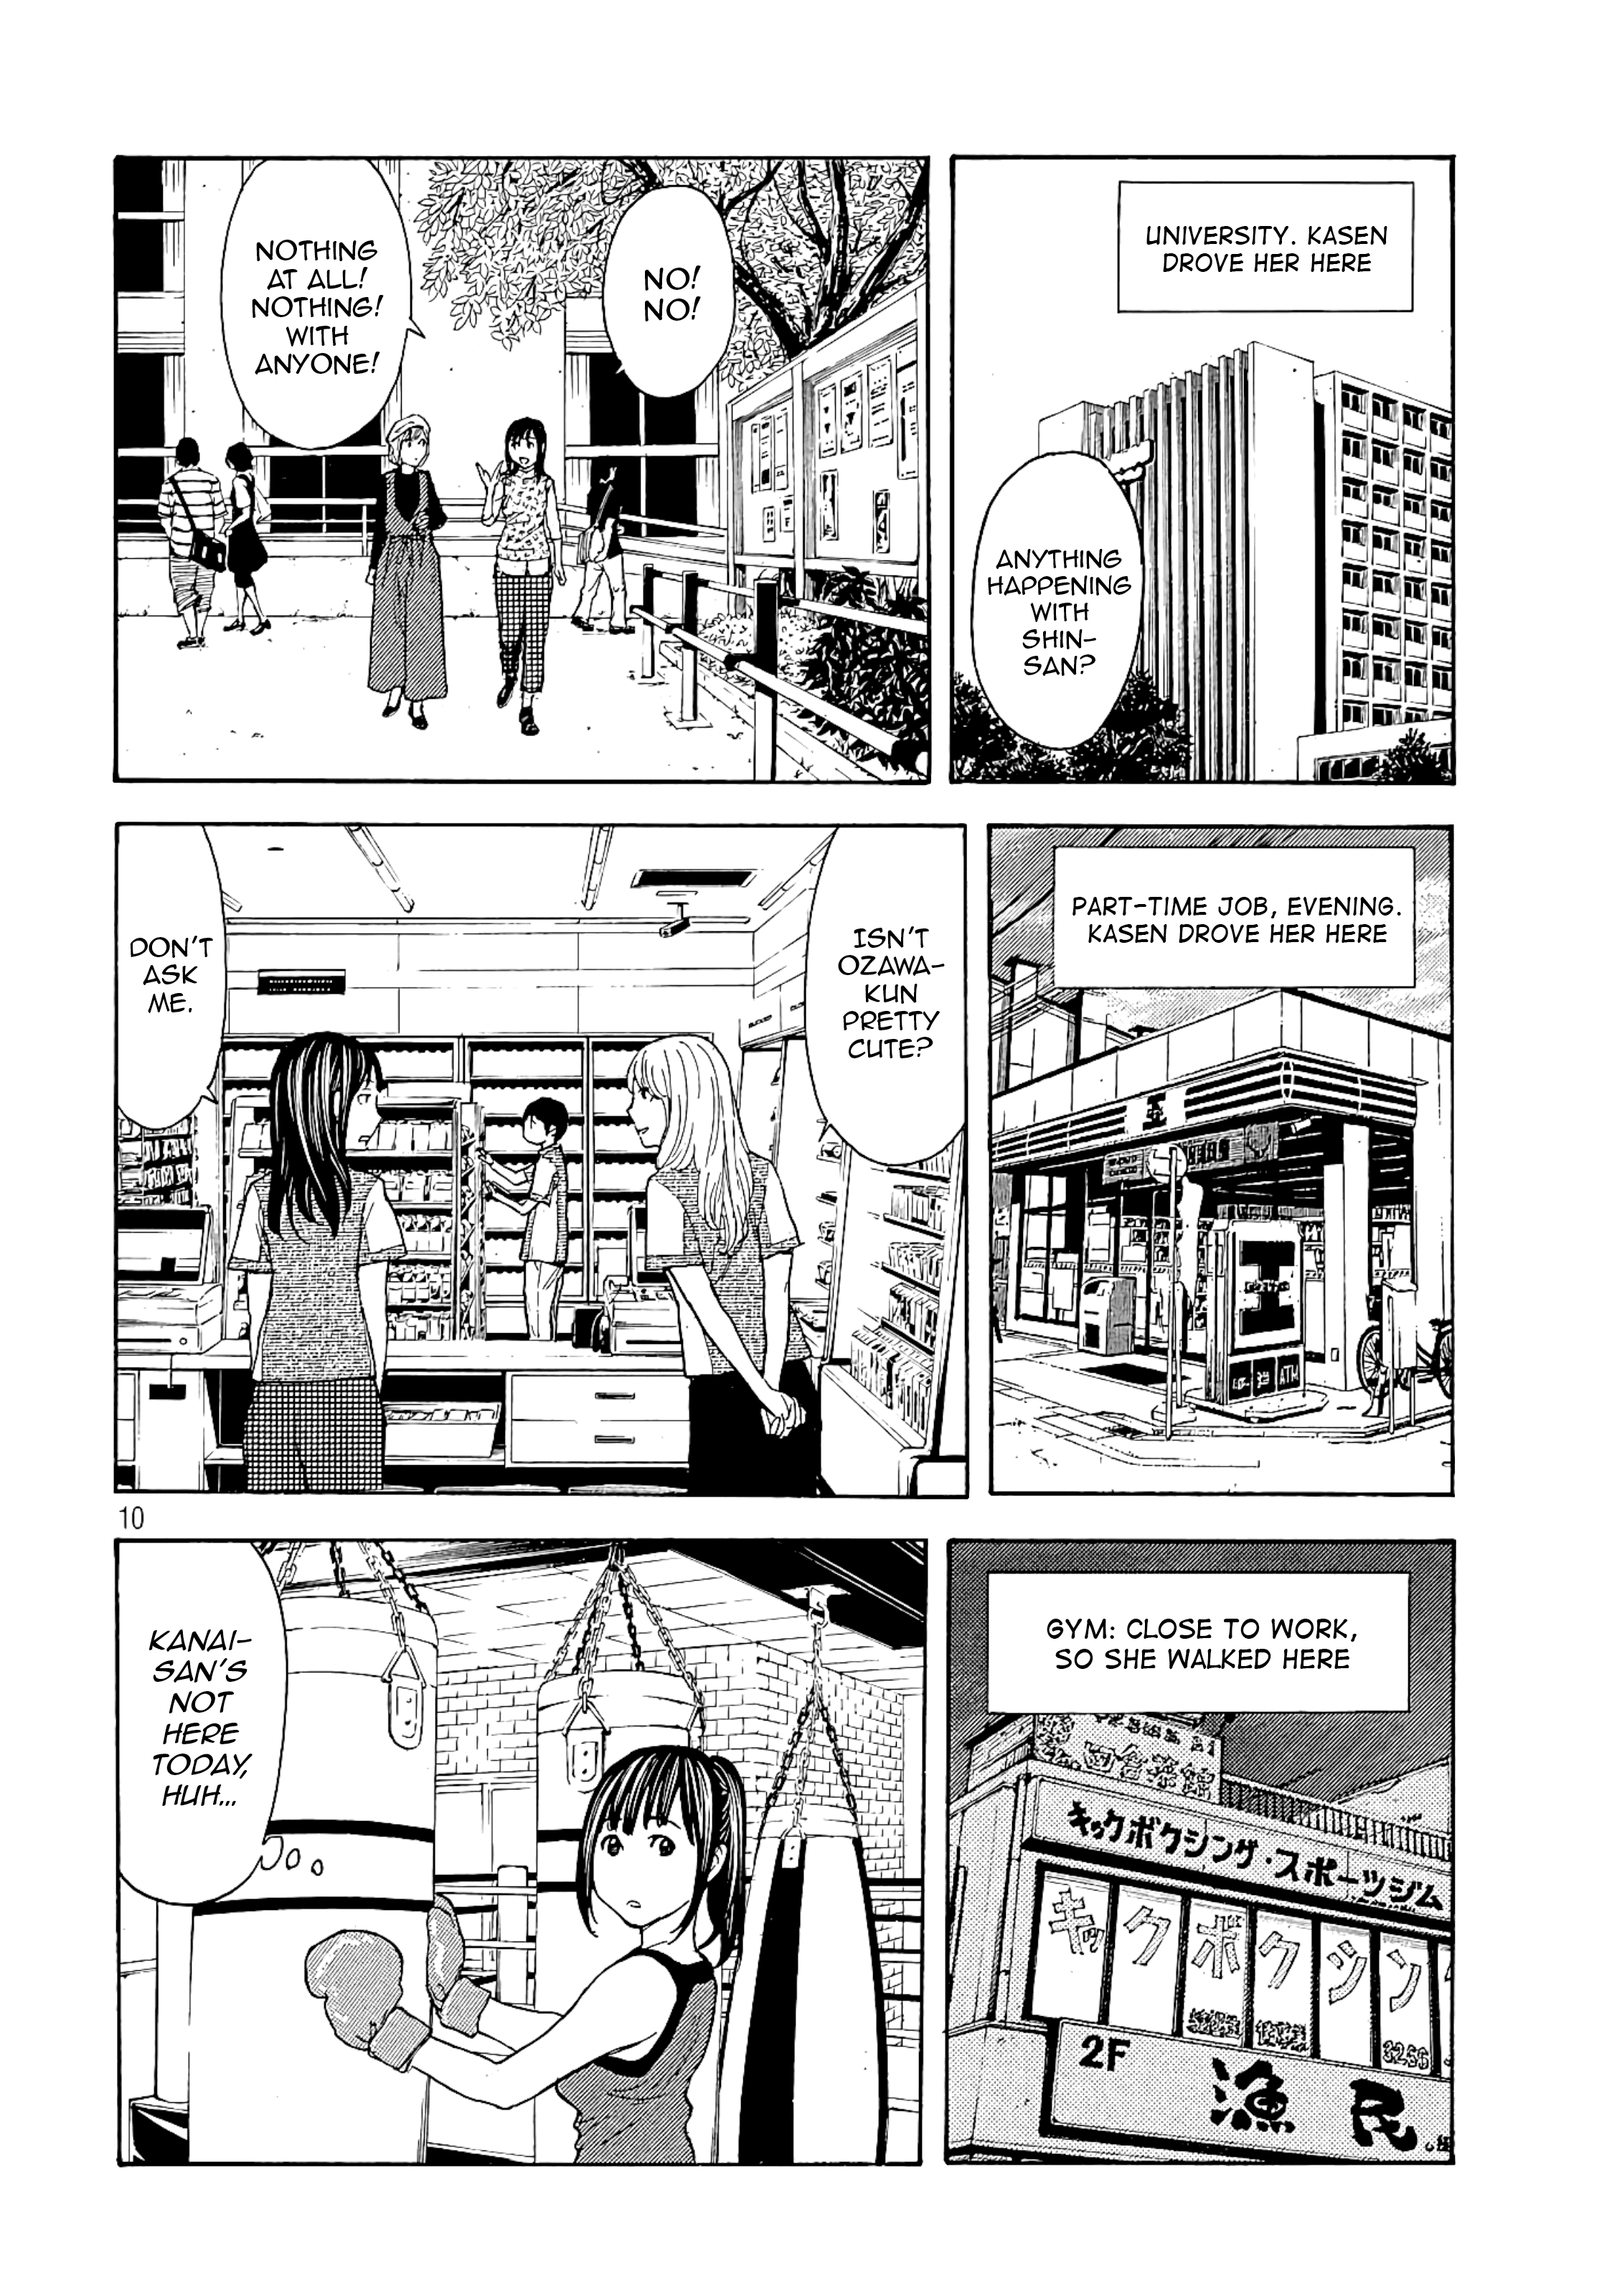 UNIVERSITY. KASEN
DROVE HER HERE
ANYTHING
HAPPENING
WITH
SHIN-
SAN?
NO!
NO!
NOTHING
AT ALL!
NOTHING!
WITH
ANYONE!
PART-TIME JOB, EVENING.
KASEN DROVE HER HERE
ATM
ISN'T
OZAWA-
KUN
PRETTY
CUTE?
DON'T
ASK
ME.
10
GYM: CLOSE TO WORK,
SO SHE WALKED HERE
キックボクシング・スポーツジム
キックボクシン
2F
漁民
KANAI-
SAN'S
NOT
HERE
TODAY,
HUH...